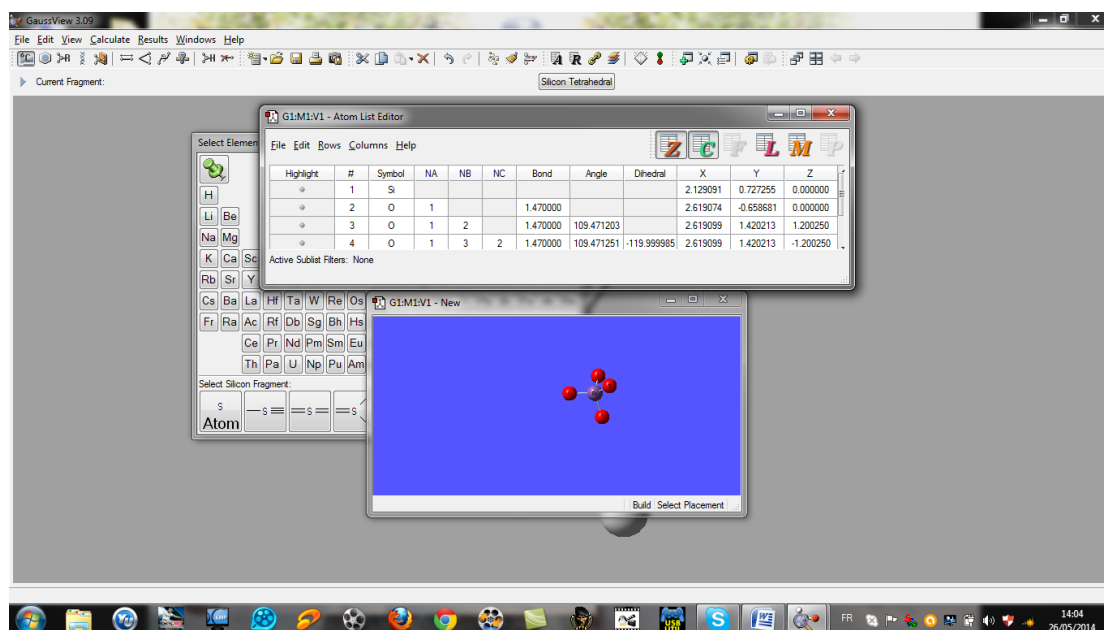 GaussView 3.09
File Edit View Calculate Results Windows Help
Current Fragment:
Silicon Tetrahedral
G1:M1:V1 - Atom List Editor
File Edit Rows Columns Help
Z C F L M P
Highlight # Symbol NA NB NC Bond Angle Dihedral X Y Z
1 Si 2.129091 0.727255 0.000000
2 O 1 1.470000 2.619074 -0.658681 0.000000
3 O 1 2 1.470000 109.471203 2.619099 1.420213 1.200250
4 O 1 3 2 1.470000 109.471251 -119.999985 2.619099 1.420213 -1.200250
Active Sublist Filters: None
Select Elemen
H
Li Be
Na Mg
K Ca Sc
Rb Sr Y
Cs Ba La Hf Ta W Re Os
Fr Ra Ac Rf Db Sg Bh Hs
Ce Pr Nd Pm Sm Eu
Th Pa U Np Pu Am
Select Silicon Fragment:
S
Atom
S
S
S
G1:M1:V1 - New
Build Select Placement
FR
14:04
26/05/2014